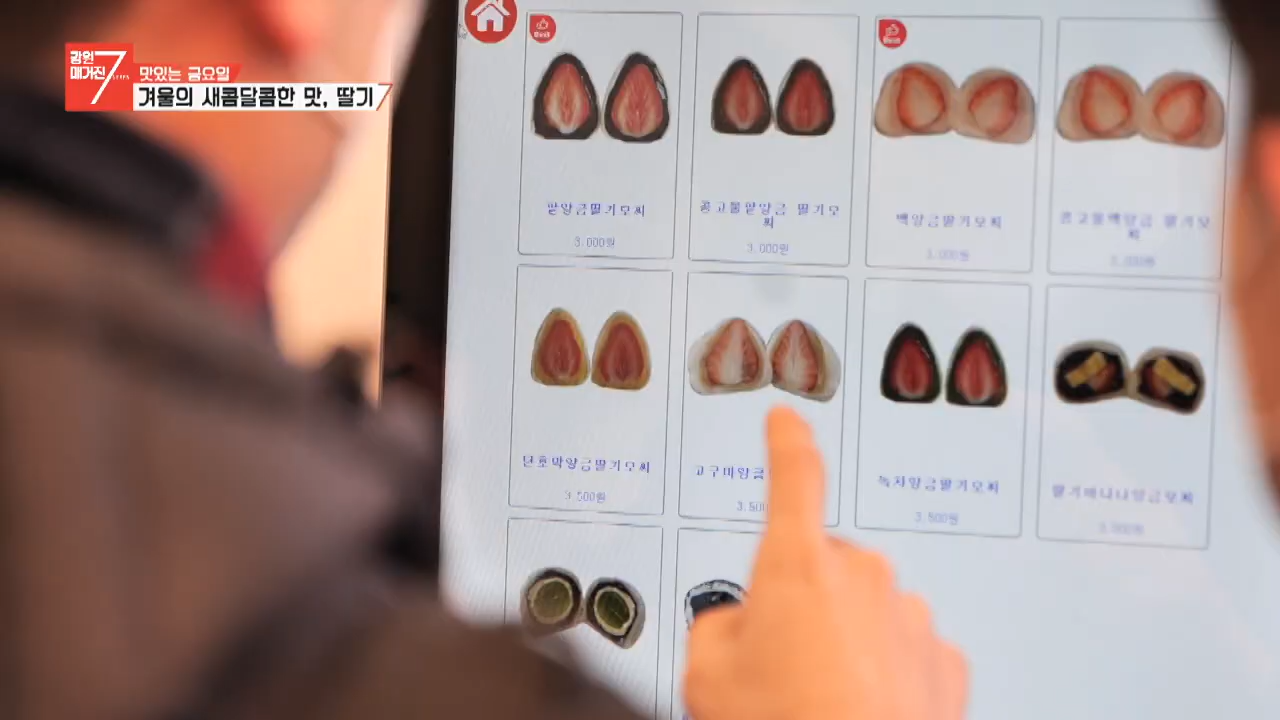 강원
매거진 7
맛있는 금요일
겨울의 새콤달콤한 맛, 딸기
팥앙금딸기모찌
3,000원
콩고물팥앙금 딸기모
찌
3,000원
백앙금딸기모찌
3,000원
콩고물백앙금 딸기모
찌
3,000원
단호박앙금딸기모찌
3,500원
고구마앙금
3,500
녹차앙금딸기모찌
3,500원
딸기바나나앙금모찌